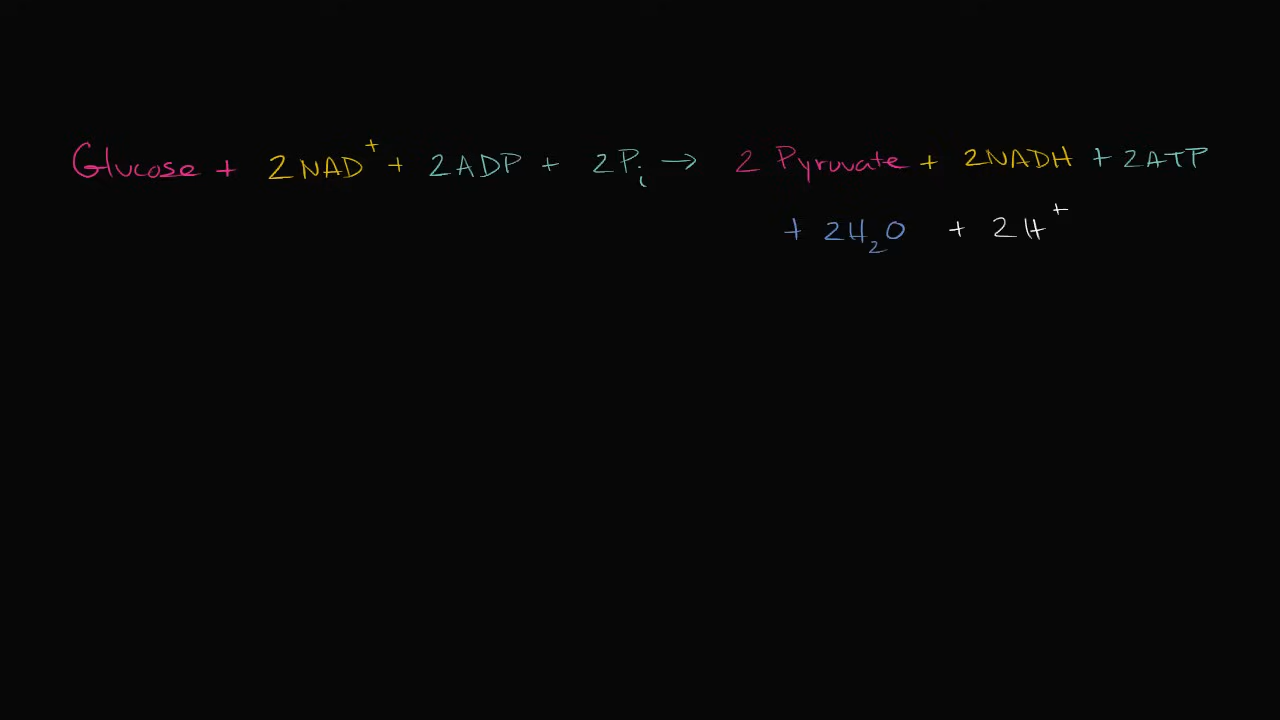 Glucose + 2NAD⁺ + 2ADP + 2Pᵢ → 2 Pyruvate + 2NADH + 2ATP
+ 2H₂O + 2H⁺